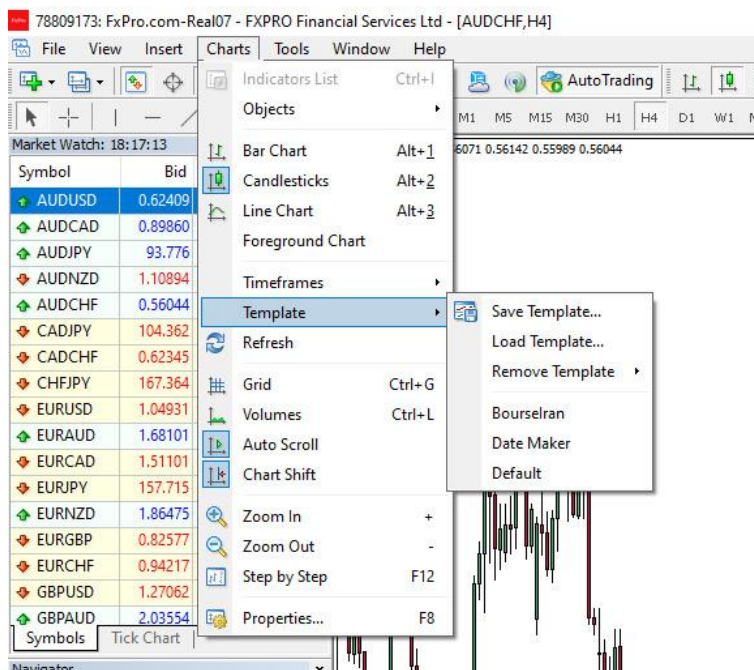 FxPro 78809173: FxPro.com-Real07 - FXPRO Financial Services Ltd - [AUDCHF,H4]
File View Insert Charts Tools Window Help
AutoTrading
M1 M5 M15 M30 H1 H4 D1 W1
Market Watch: 18:17:13
6071 0.56142 0.55989 0.56044
Symbol Bid
AUDUSD 0.62409
AUDCAD 0.89860
AUDJPY 93.776
AUDNZD 1.10894
AUDCHF 0.56044
CADJPY 104.362
CADCHF 0.62345
CHFJPY 167.364
EURUSD 1.04931
EURAUD 1.68101
EURCAD 1.51101
EURJPY 157.715
EURNZD 1.86475
EURGBP 0.82577
EURCHF 0.94217
GBPUSD 1.27062
GBPAUD 2.03554
Symbols Tick Chart
Navigator
Indicators List Ctrl+I
Objects
Bar Chart Alt+1
Candlesticks Alt+2
Line Chart Alt+3
Foreground Chart
Timeframes
Template
Refresh
Grid Ctrl+G
Volumes Ctrl+L
Auto Scroll
Chart Shift
Zoom In +
Zoom Out -
Step by Step F12
Properties... F8
Save Template...
Load Template...
Remove Template
BourseIran
Date Maker
Default